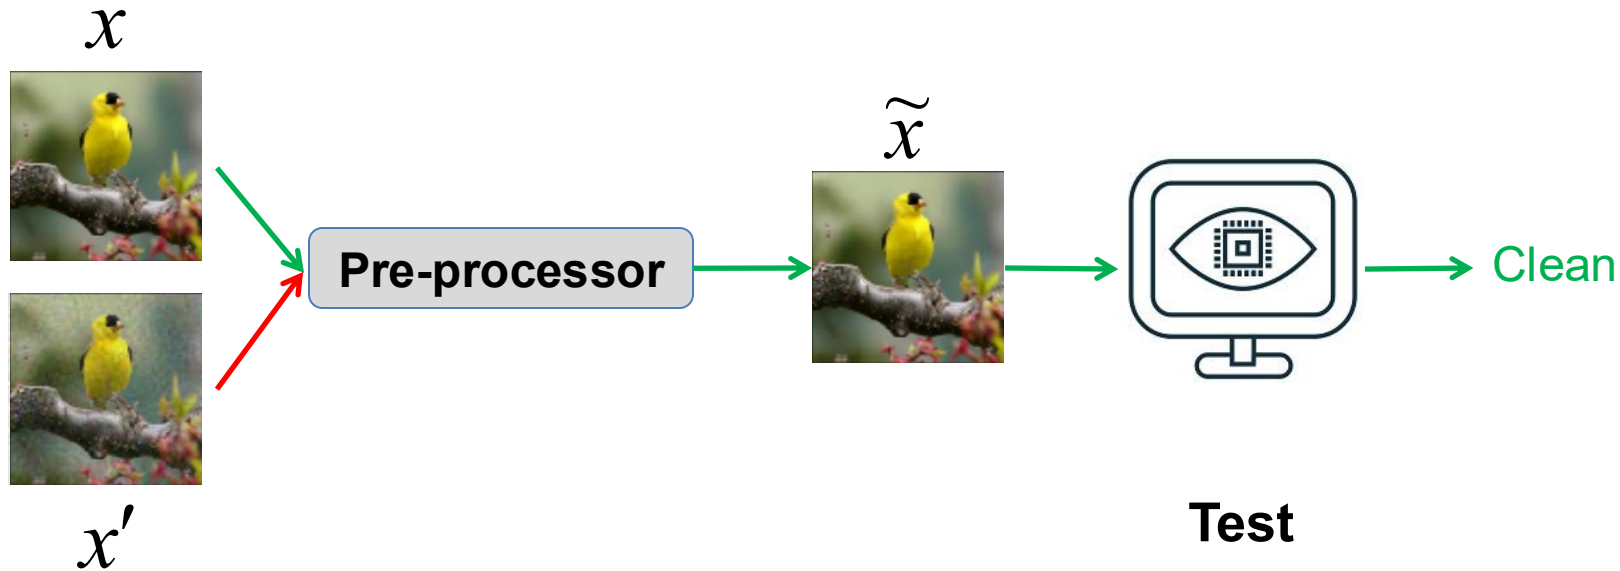 x
x′
Pre-processor
x̃
Clean
Test